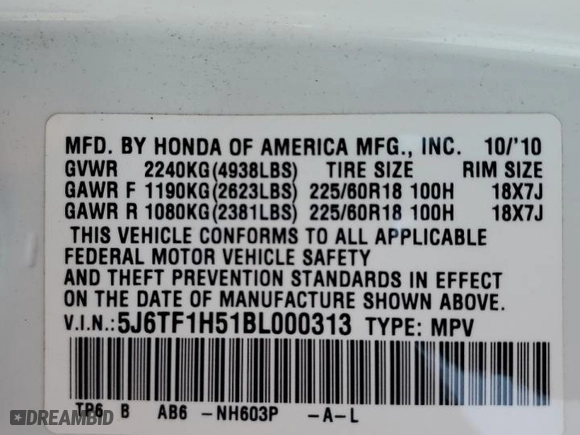 MFD. BY HONDA OF AMERICA MFG., INC. 10/'10
GVWR 2240KG(4938LBS) TIRE SIZE RIM SIZE
GAWR F 1190KG(2623LBS) 225/60R18 100H 18X7J
GAWR R 1080KG(2381LBS) 225/60R18 100H 18X7J
THIS VEHICLE CONFORMS TO ALL APPLICABLE
FEDERAL MOTOR VEHICLE SAFETY
AND THEFT PREVENTION STANDARDS IN EFFECT
ON THE DATE OF MANUFACTURE SHOWN ABOVE.
V.I.N.:5J6TF1H51BL000313 TYPE: MPV
TP6 B AB6 -NH603P -A-L
DREAMBID